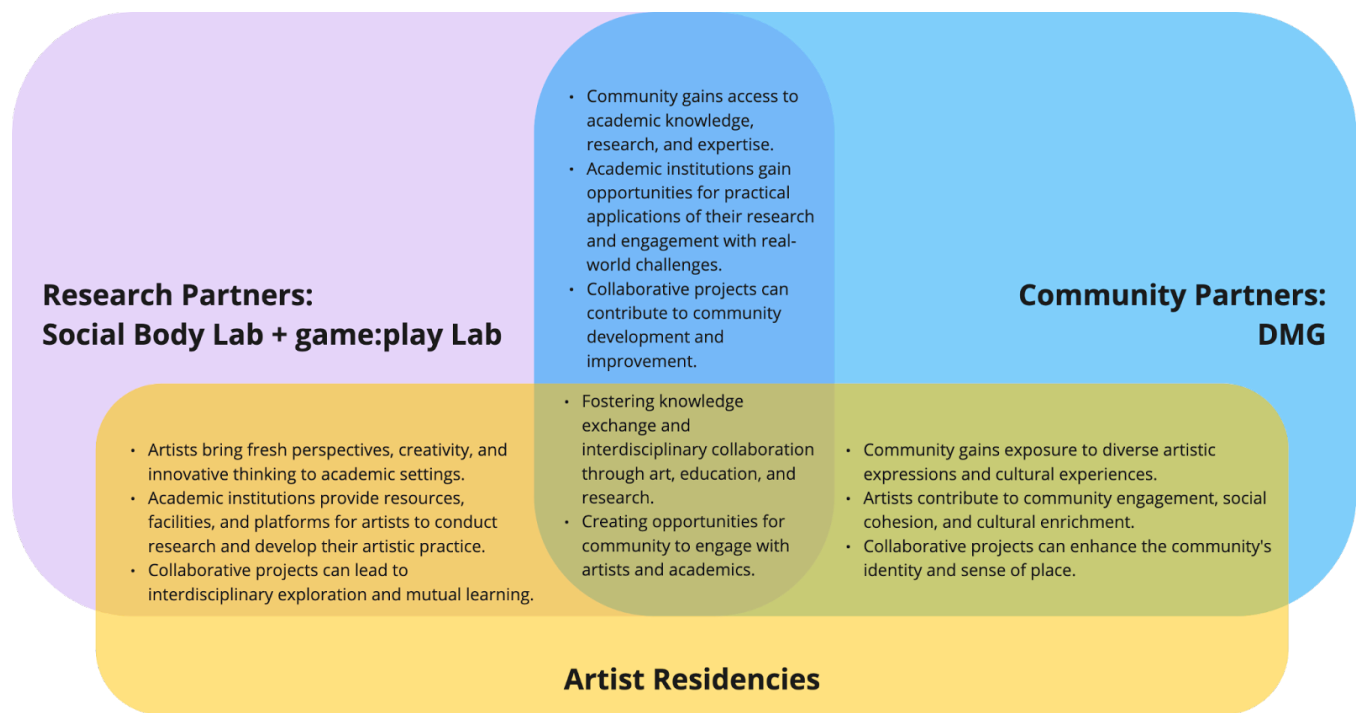 • Community gains access to
academic knowledge,
research, and expertise.
• Academic institutions gain
opportunities for practical
applications of their research
and engagement with real-
world challenges.
• Collaborative projects can
contribute to community
development and
improvement.
Research Partners:
Social Body Lab + game:play Lab
Community Partners:
DMG
• Artists bring fresh perspectives, creativity, and
innovative thinking to academic settings.
• Academic institutions provide resources,
facilities, and platforms for artists to conduct
research and develop their artistic practice.
• Collaborative projects can lead to
interdisciplinary exploration and mutual learning.
• Fostering knowledge
exchange and
interdisciplinary collaboration
through art, education, and
research.
• Creating opportunities for
community to engage with
artists and academics.
• Community gains exposure to diverse artistic
expressions and cultural experiences.
• Artists contribute to community engagement, social
cohesion, and cultural enrichment.
• Collaborative projects can enhance the community's
identity and sense of place.
Artist Residencies